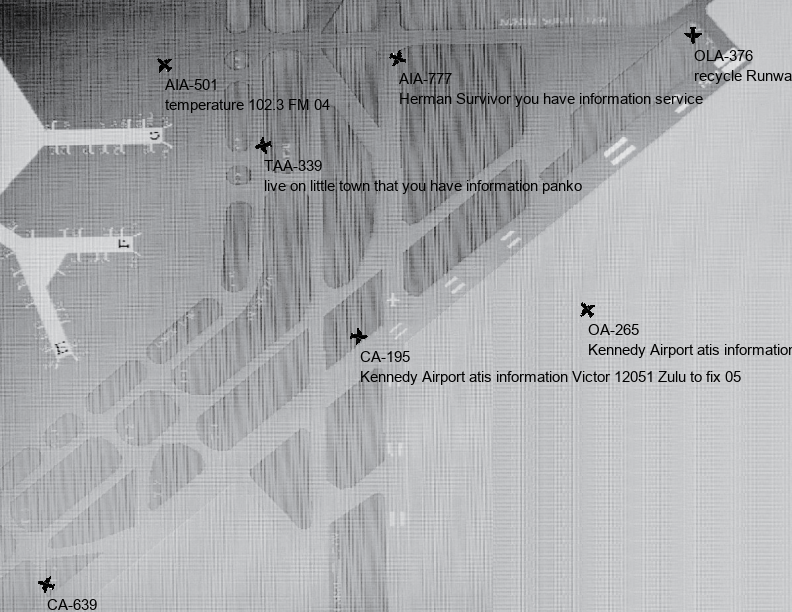 OLA-376
recycle Runwa
AIA-501
temperature 102.3 FM 04
AIA-777
Herman Survivor you have information service
TAA-339
live on little town that you have information panko
OA-265
Kennedy Airport atis information
CA-195
Kennedy Airport atis information Victor 12051 Zulu to fix 05
CA-639